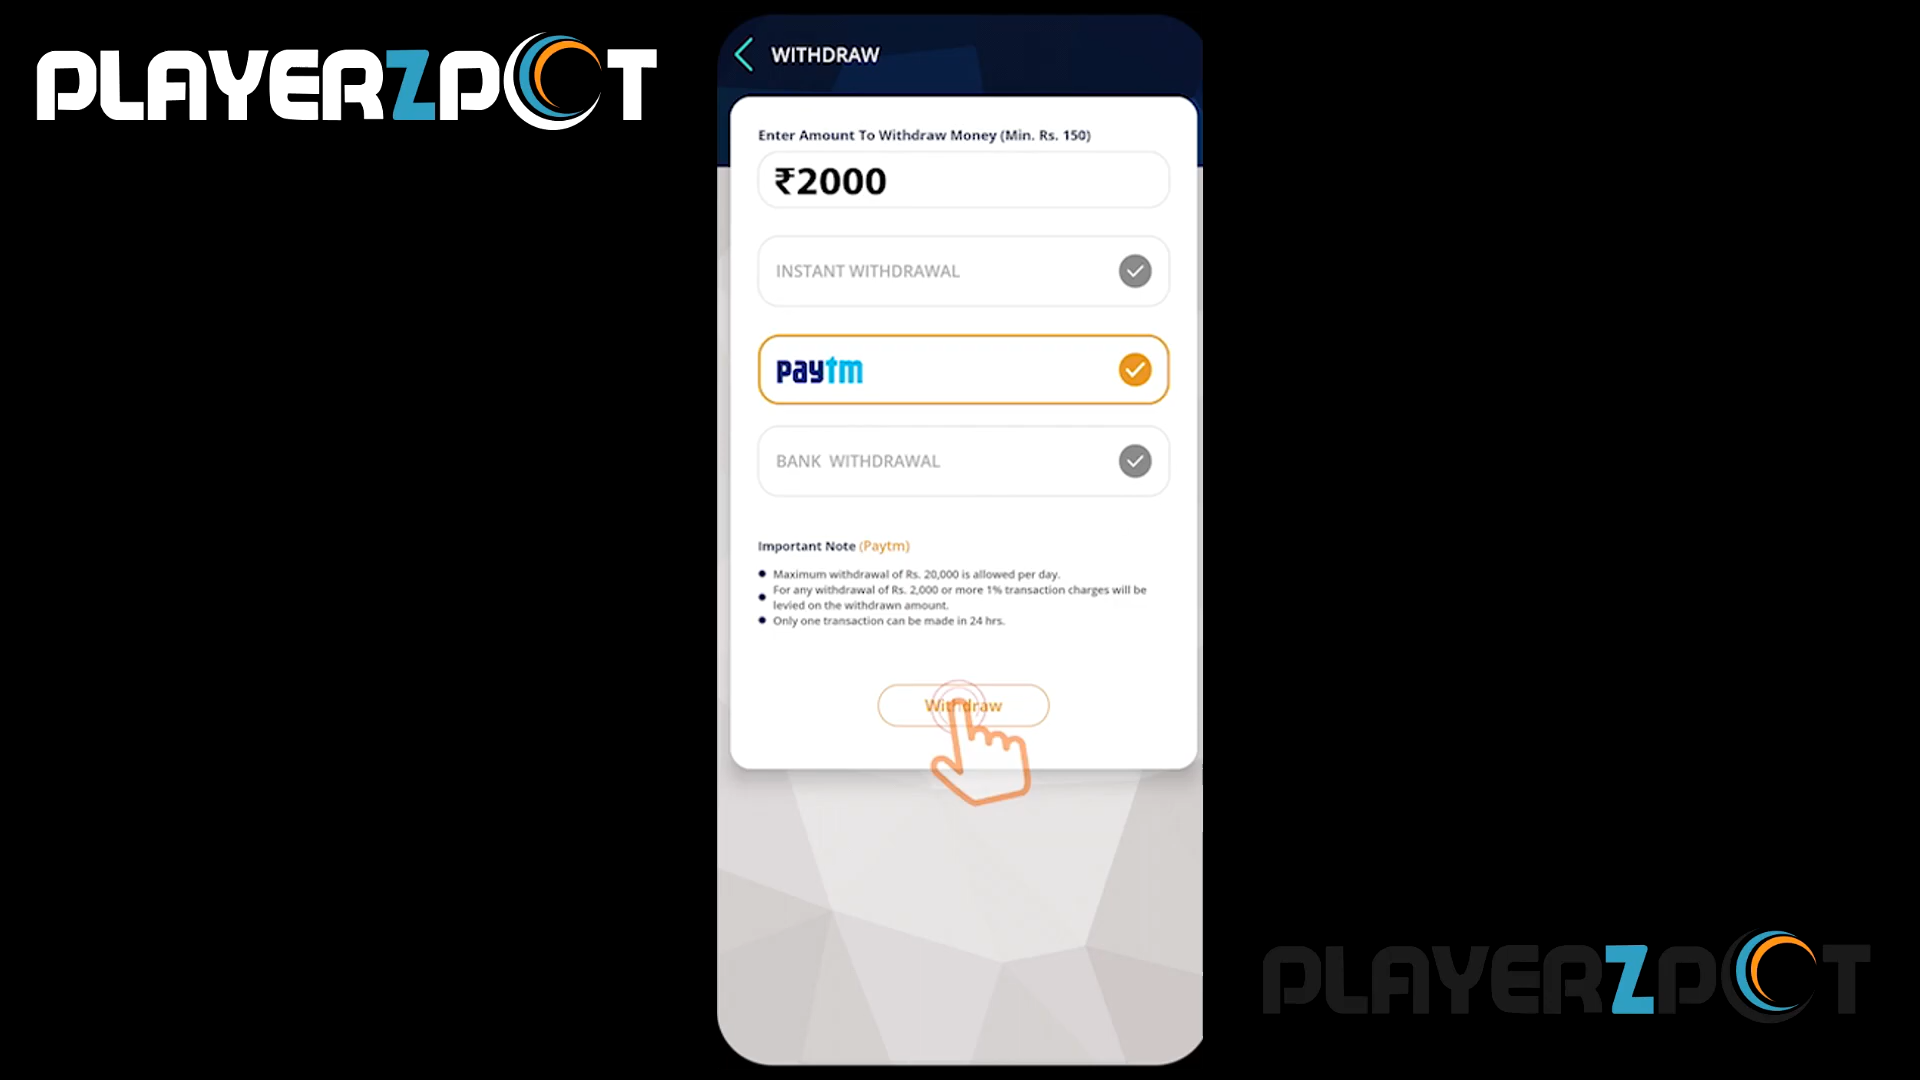 PLAYERZPOT
WITHDRAW
Enter Amount To Withdraw Money (Min. Rs. 150)
₹2000
INSTANT WITHDRAWAL
paytm
BANK WITHDRAWAL
Important Note (Paytm)
Maximum withdrawal of Rs. 20,000 is allowed per day.
For any withdrawal of Rs. 2,000 or more 1% transaction charges will be
levied on the withdrawn amount.
Only one transaction can be made in 24 hrs.
Withdraw
PLAYERZPOT